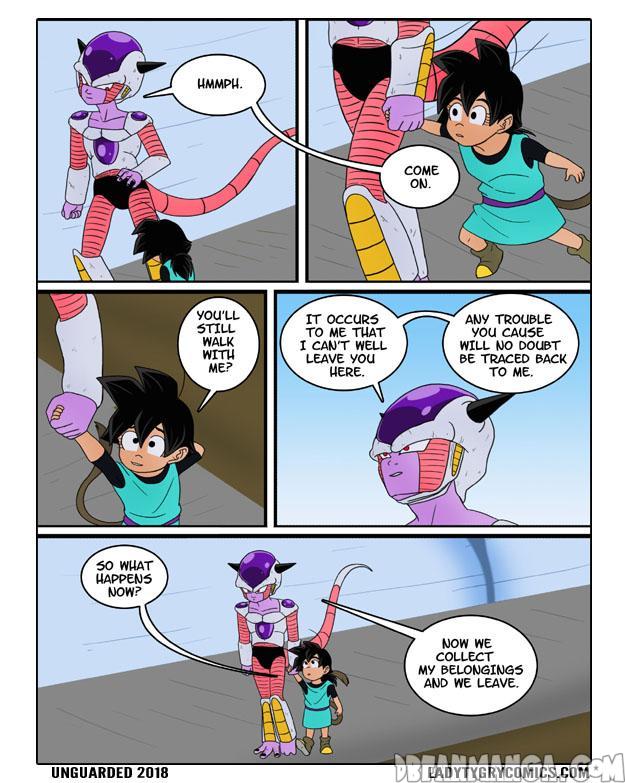 HMMPH.
COME
ON.
YOU'LL
STILL
WALK
WITH
ME?
IT OCCURS
TO ME THAT
I CAN'T WELL
LEAVE YOU
HERE.
ANY TROUBLE
YOU CAUSE
WILL NO DOUBT
BE TRACED BACK
TO ME.
SO WHAT
HAPPENS
NOW?
NOW WE
COLLECT
MY BELONGINGS
AND WE LEAVE.
UNGUARDED 2018
LADYTYGRYCOMICS.COM
DBFANMANGA.COM